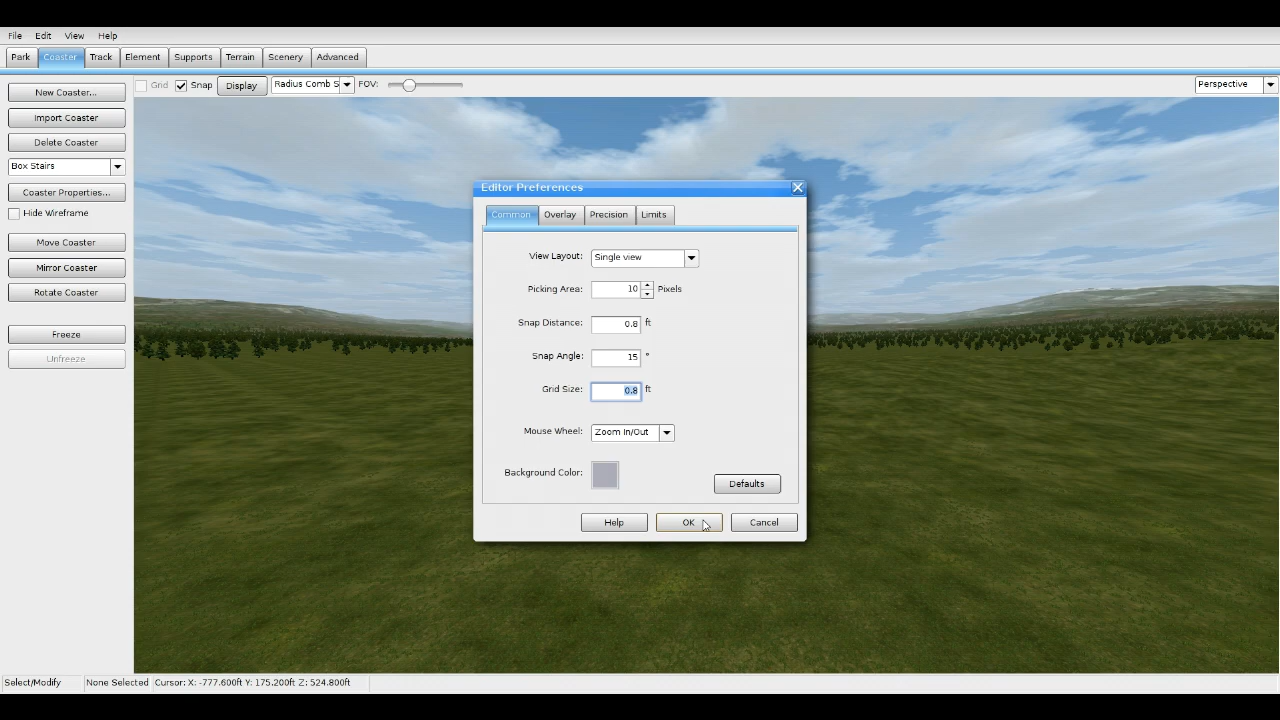 File Edit View Help
Park Coaster Track Element Supports Terrain Scenery Advanced
New Coaster...
Import Coaster
Delete Coaster
Box Stairs
Coaster Properties...
Hide Wireframe
Move Coaster
Mirror Coaster
Rotate Coaster
Freeze
Unfreeze
Grid Snap Display Radius Comb S FOV: Perspective
Editor Preferences
Common Overlay Precision Limits
View Layout: Single view
Picking Area: 10 Pixels
Snap Distance: 0.8 ft
Snap Angle: 15 °
Grid Size: 0.8 ft
Mouse Wheel: Zoom In/Out
Background Color:
Defaults
Help OK Cancel
Select/Modify None Selected Cursor: X: -777.600ft Y: 175.200ft Z: 524.800ft